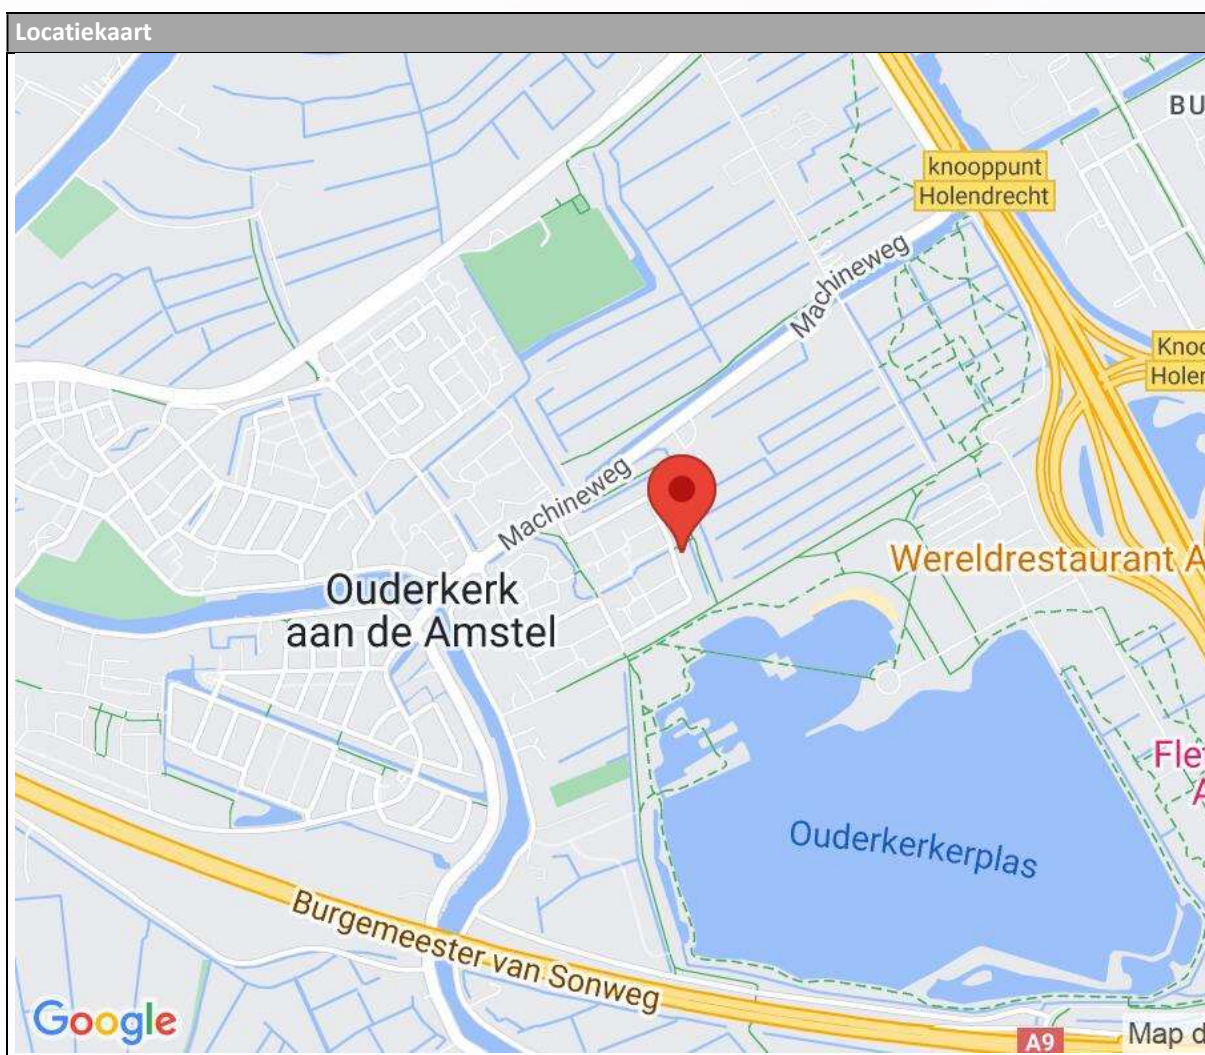 Locatiekaart
BU
knooppunt
Holendrecht
Machineweg
Knoo
Holen
Machineweg
Wereldrestaurant A
Ouderkerk
aan de Amstel
Fle
A
Ouderkerkerplas
Burgemeester van Sonweg
Google
A9
Map d